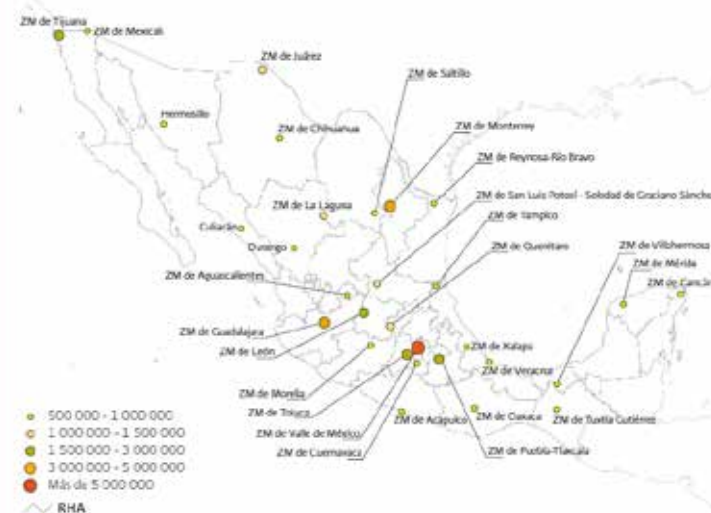 ZM de Tijuana
ZM de Mexicali
ZM de Juárez
ZM de Saltillo
Hermosillo
ZM de Chihuahua
ZM de Monterrey
ZM de Reynosa-Río Bravo
ZM de San Luis Potosí - Soledad de Graciano Sánche
ZM de La Laguna
ZM de Tampico
Culiacán
ZM de Querétaro
Durango
ZM de Villahermosa
ZM de Mérida
ZM de Aguascalientes
ZM de Cancún
ZM de Guadalajara
ZM de León
ZM de Xalapa
ZM de Veracruz
ZM de Morelia
ZM de Toluca
ZM de Acapulco
ZM de Oaxaca
ZM de Tuxtla Gutiérrez
ZM de Valle de México
ZM de Cuernavaca
ZM de Puebla-Tlaxcala
500 000 - 1 000 000
1 000 000 - 1 500 000
1 500 000 - 3 000 000
3 000 000 - 5 000 000
Más de 5 000 000
RHA